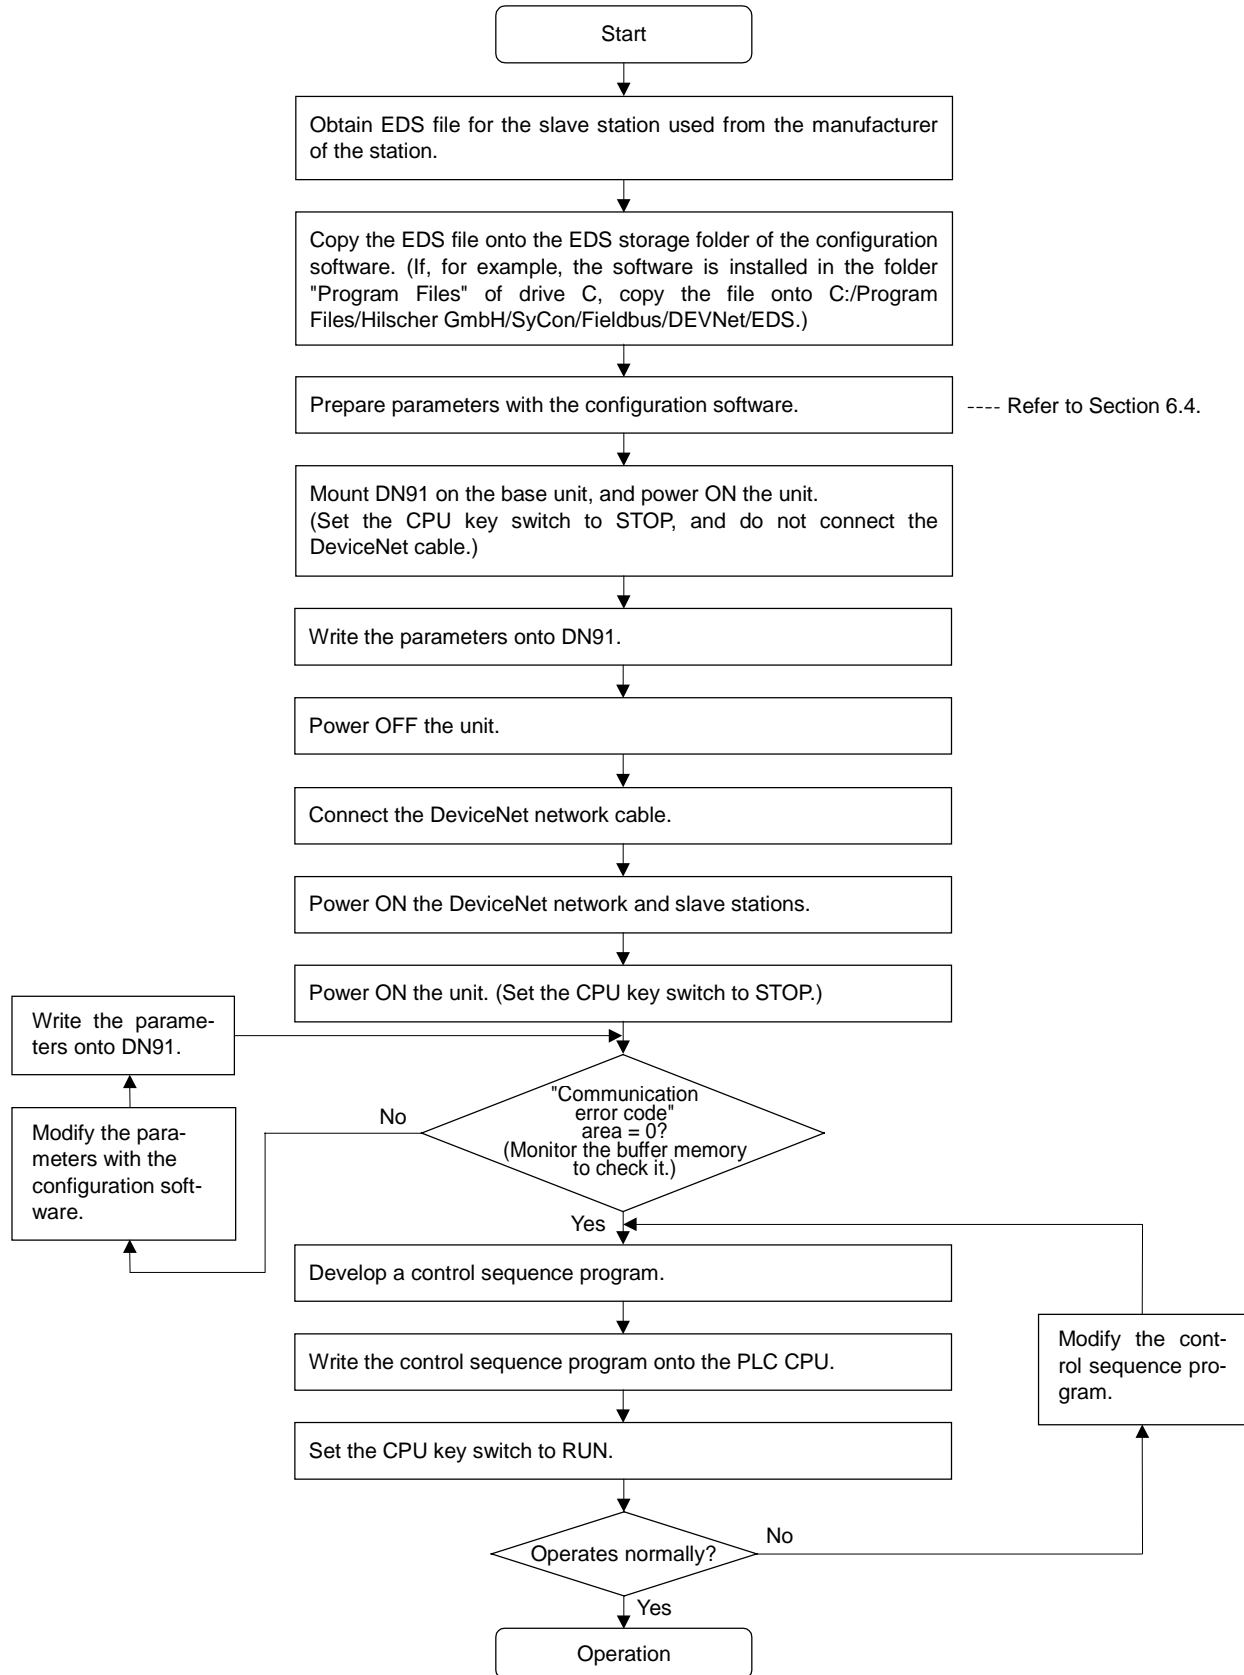 Start
Obtain EDS file for the slave station used from the manufacturer
of the station.
Copy the EDS file onto the EDS storage folder of the configuration
software. (If, for example, the software is installed in the folder
"Program Files" of drive C, copy the file onto C:/Program
Files/Hilscher GmbH/SyCon/Fieldbus/DEVNet/EDS.)
Prepare parameters with the configuration software.
---- Refer to Section 6.4.
Mount DN91 on the base unit, and power ON the unit.
(Set the CPU key switch to STOP, and do not connect the
DeviceNet cable.)
Write the parameters onto DN91.
Power OFF the unit.
Connect the DeviceNet network cable.
Power ON the DeviceNet network and slave stations.
Power ON the unit. (Set the CPU key switch to STOP.)
Write the parame-
ters onto DN91.
"Communication
error code"
area = 0?
(Monitor the buffer memory
to check it.)
No
Modify the para-
meters with the
configuration soft-
ware.
Yes
Develop a control sequence program.
Write the control sequence program onto the PLC CPU.
Modify the cont-
rol sequence pro-
gram.
Set the CPU key switch to RUN.
Operates normally?
No
Yes
Operation